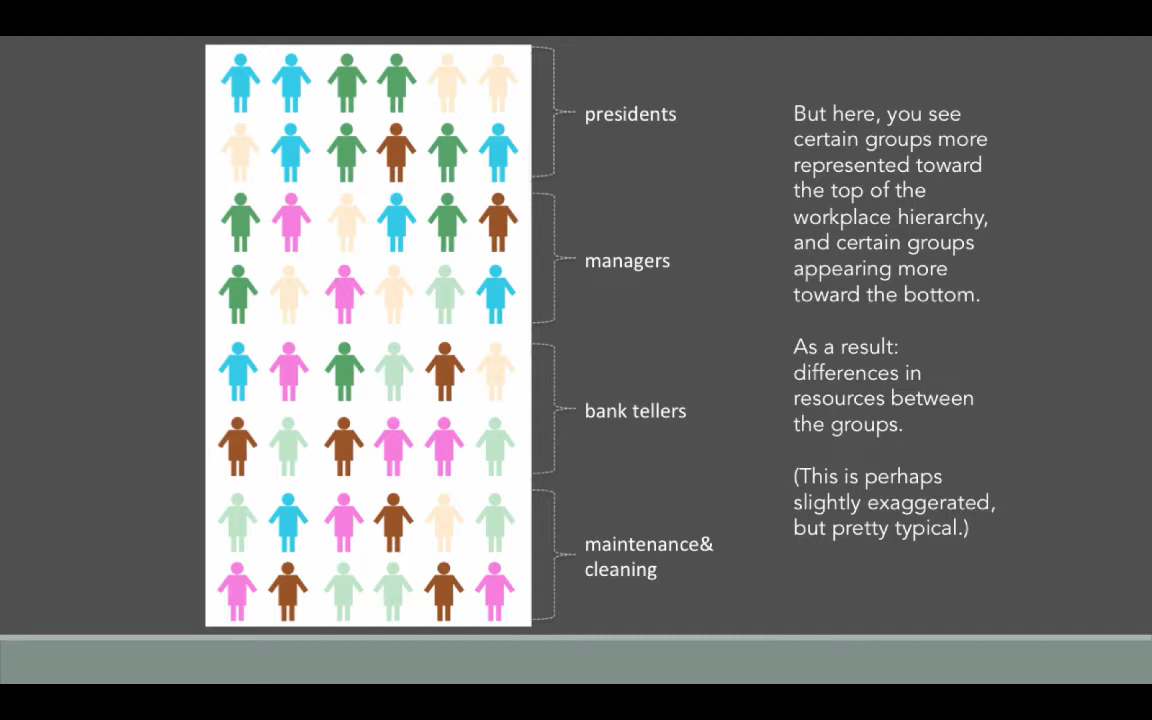 presidents
managers
bank tellers
maintenance&
cleaning
But here, you see
certain groups more
represented toward
the top of the
workplace hierarchy,
and certain groups
appearing more
toward the bottom.
As a result:
differences in
resources between
the groups.
(This is perhaps
slightly exaggerated,
but pretty typical.)